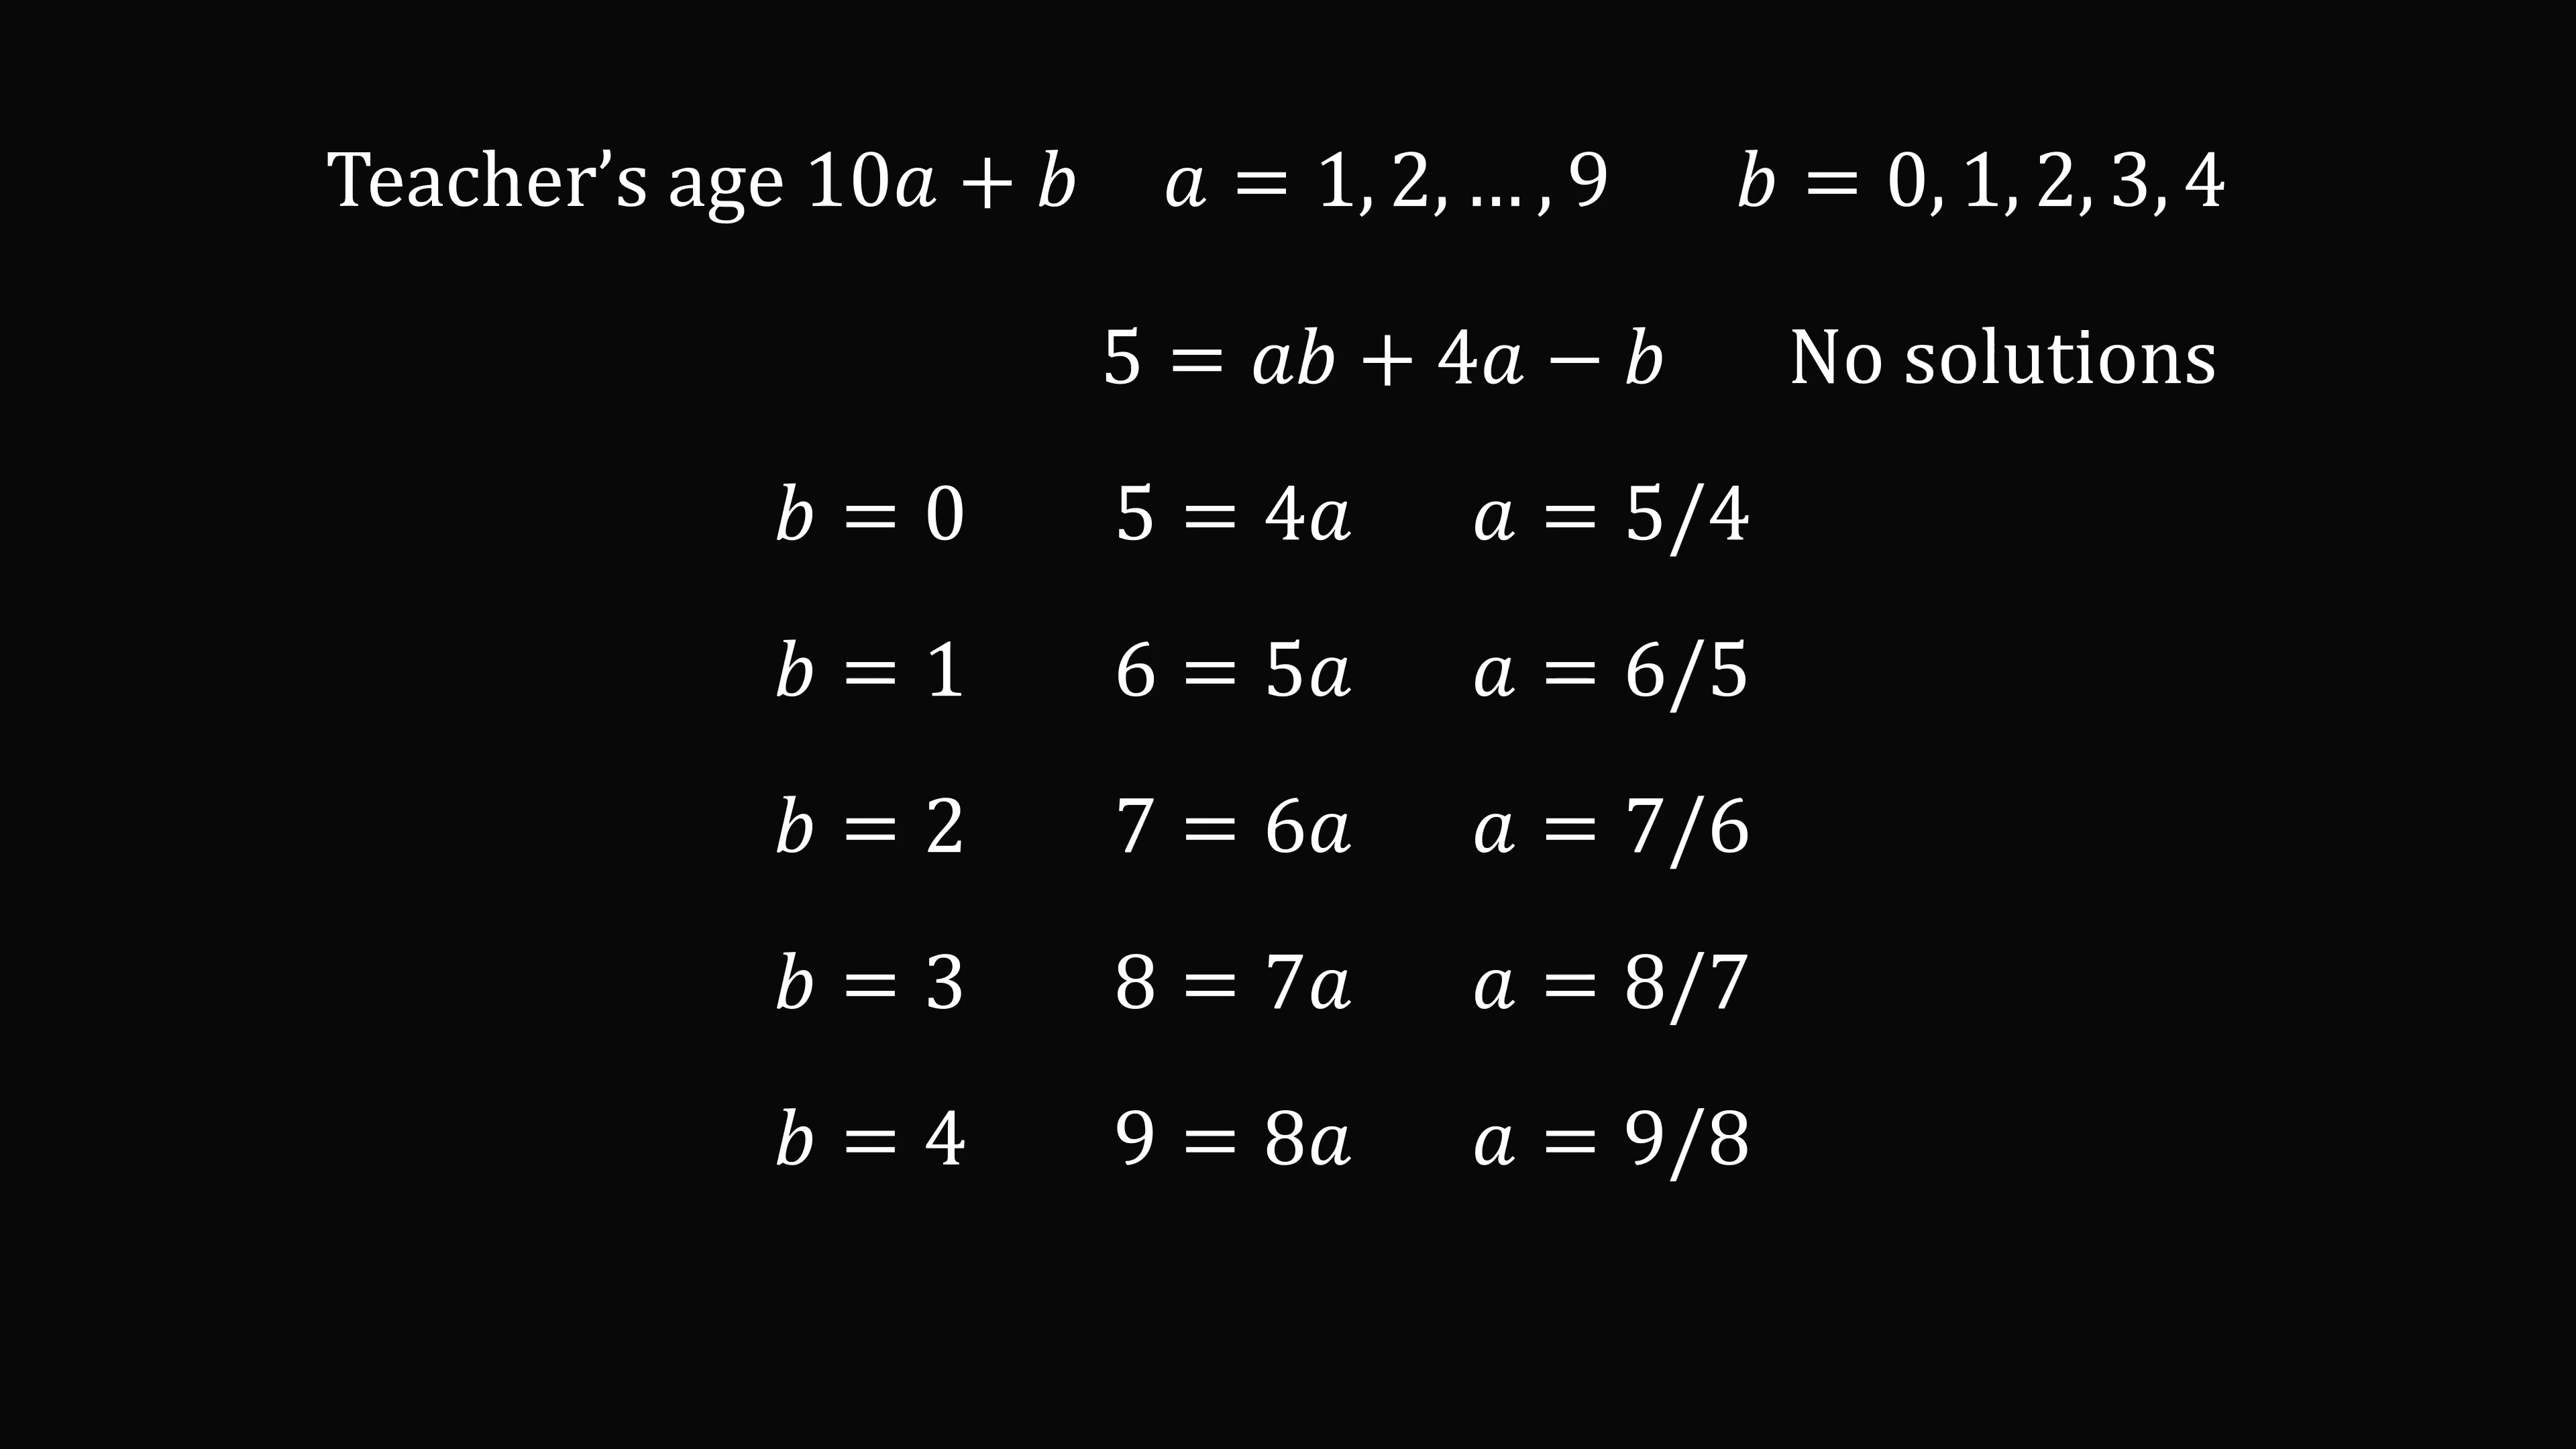 Teacher’s age 10a + b a = 1, 2, ... , 9 b = 0, 1, 2, 3, 4
5 = ab + 4a − b No solutions
b = 0 5 = 4a a = 5/4
b = 1 6 = 5a a = 6/5
b = 2 7 = 6a a = 7/6
b = 3 8 = 7a a = 8/7
b = 4 9 = 8a a = 9/8